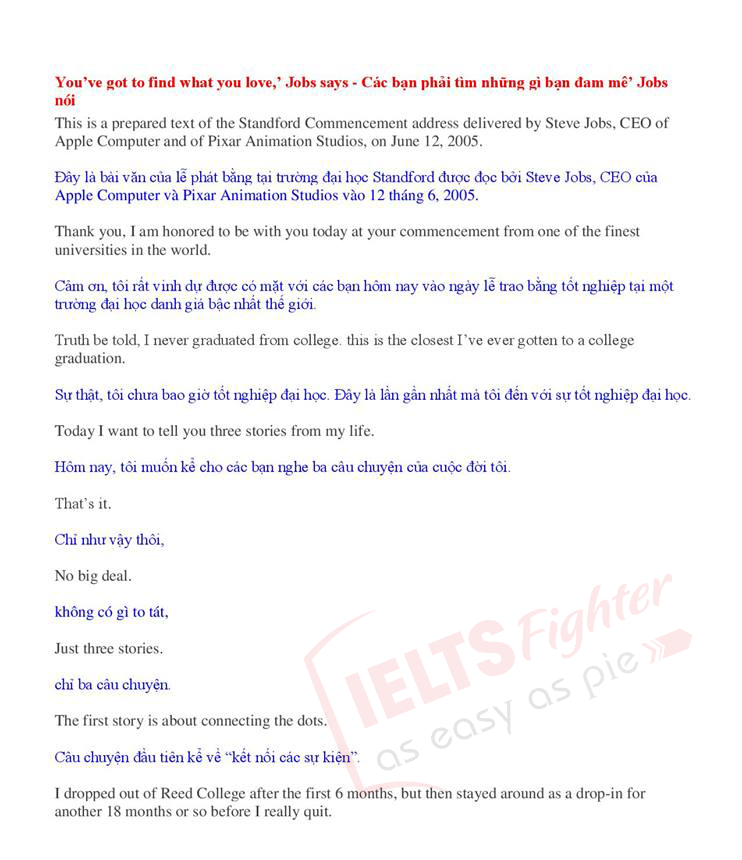 You’ve got to find what you love,’ Jobs says - Các bạn phải tìm những gì bạn đam mê’ Jobs
nói
This is a prepared text of the Standford Commencement address delivered by Steve Jobs, CEO of
Apple Computer and of Pixar Animation Studios, on June 12, 2005.
Đây là bài văn của lễ phát bằng tại trường đại học Standford được đọc bởi Steve Jobs, CEO của
Apple Computer và Pixar Animation Studios vào 12 tháng 6, 2005.
Thank you, I am honored to be with you today at your commencement from one of the finest
universities in the world.
Cảm ơn, tôi rất vinh dự được có mặt với các bạn hôm nay vào ngày lễ trao bằng tốt nghiệp tại một
trường đại học danh giá bậc nhất thế giới.
Truth be told, I never graduated from college. this is the closest I’ve ever gotten to a college
graduation.
Sự thật, tôi chưa bao giờ tốt nghiệp đại học. Đây là lần gần nhất mà tôi đến với sự tốt nghiệp đại học.
Today I want to tell you three stories from my life.
Hôm nay, tôi muốn kể cho các bạn nghe ba câu chuyện của cuộc đời tôi.
That’s it.
Chỉ như vậy thôi,
No big deal.
không có gì to tát,
Just three stories.
chỉ ba câu chuyện.
The first story is about connecting the dots.
Câu chuyện đầu tiên kể về “kết nối các sự kiện”.
I dropped out of Reed College after the first 6 months, but then stayed around as a drop-in for
another 18 months or so before I really quit.
IELTS Fighter
as easy as pie